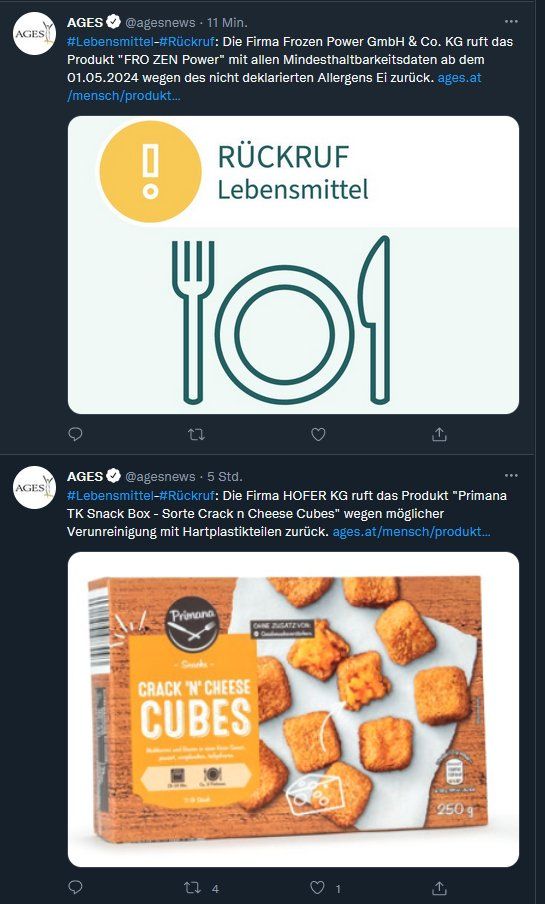 AGES @agesnews · 11 Min.
AGES
#Lebensmittel-#Rückruf: Die Firma Frozen Power GmbH & Co. KG ruft das
Produkt "FRO ZEN Power" mit allen Mindesthaltbarkeitsdaten ab dem
01.05.2024 wegen des nicht deklarierten Allergens Ei zurück. ages.at
/mensch/produkt...
RÜCKRUF
Lebensmittel
AGES @agesnews · 5 Std.
AGES
#Lebensmittel-#Rückruf: Die Firma HOFER KG ruft das Produkt "Primana
TK Snack Box - Sorte Crack n Cheese Cubes" wegen möglicher
Verunreinigung mit Hartplastikteilen zurück. ages.at/mensch/produkt...
Primana
OHNE ZUSATZ VON:
Geschmacksverstärkern
Snacks
CRACK 'N' CHEESE
CUBES
250 g
4
1